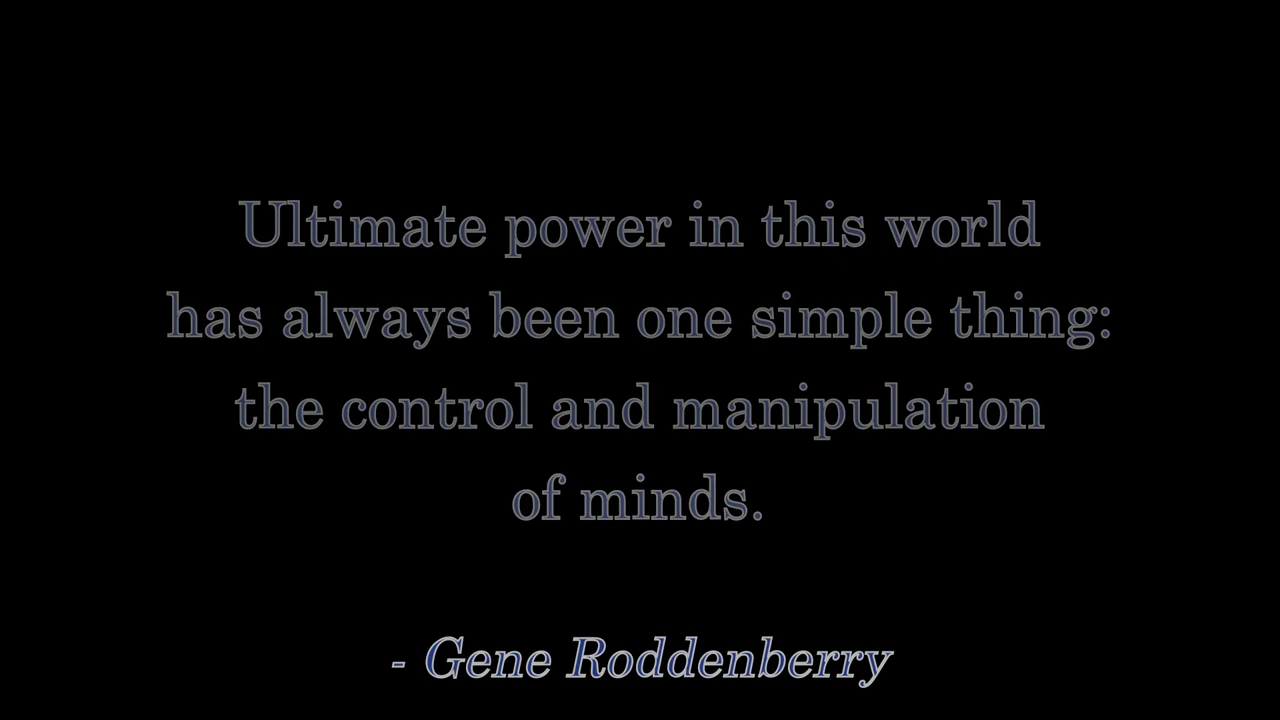 Ultimate power in this world
has always been one simple thing:
the control and manipulation
of minds.
- Gene Roddenberry